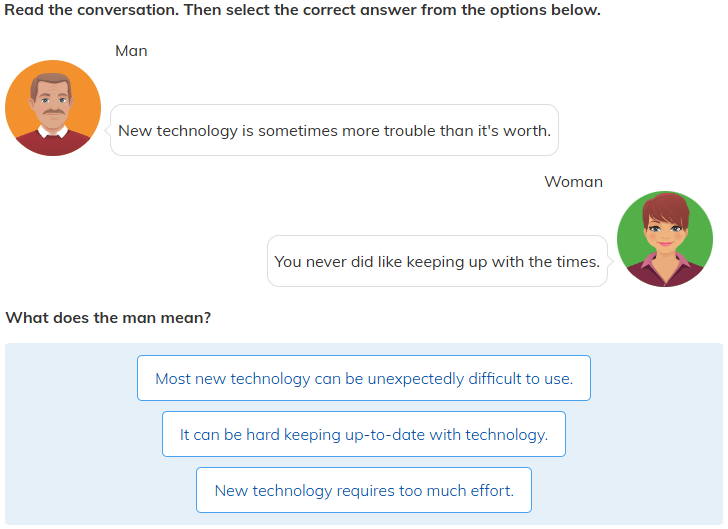 Read the conversation. Then select the correct answer from the options below.
Man
New technology is sometimes more trouble than it's worth.
Woman
You never did like keeping up with the times.
What does the man mean?
Most new technology can be unexpectedly difficult to use.
It can be hard keeping up-to-date with technology.
New technology requires too much effort.